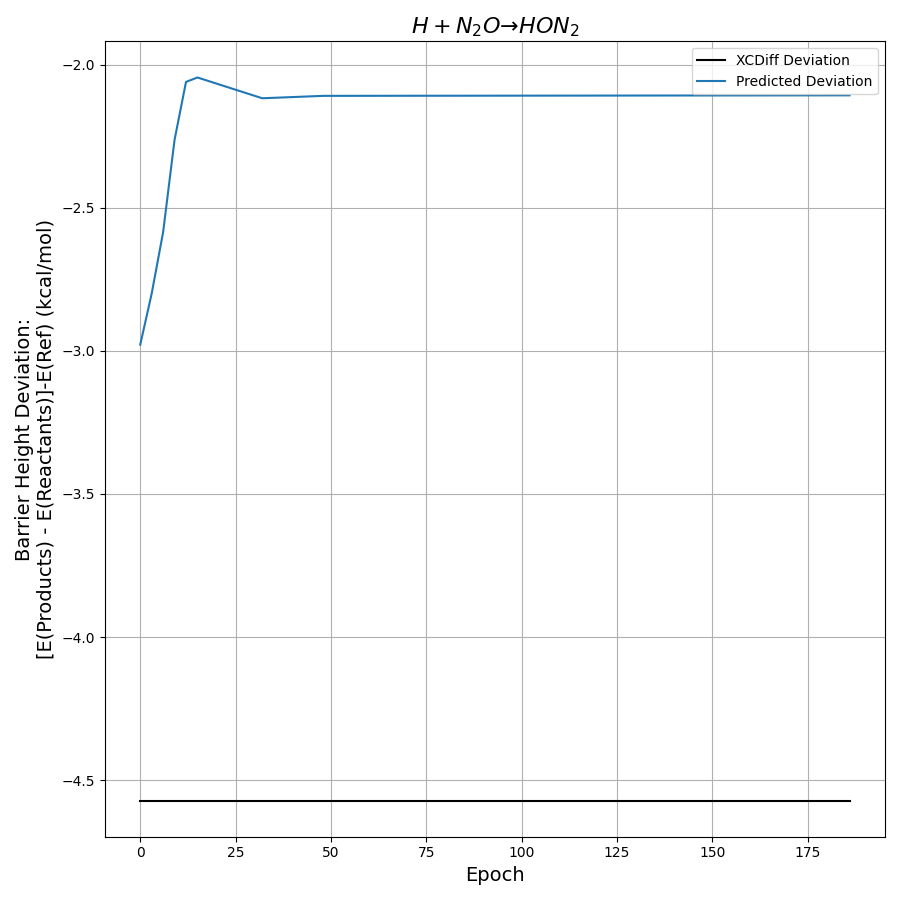 H + N₂O→HON₂
XCDiff Deviation
Predicted Deviation
Barrier Height Deviation:
[E(Products) - E(Reactants)]-E(Ref) (kcal/mol)
−2.0
−2.5
−3.0
−3.5
−4.0
−4.5
0 25 50 75 100 125 150 175
Epoch